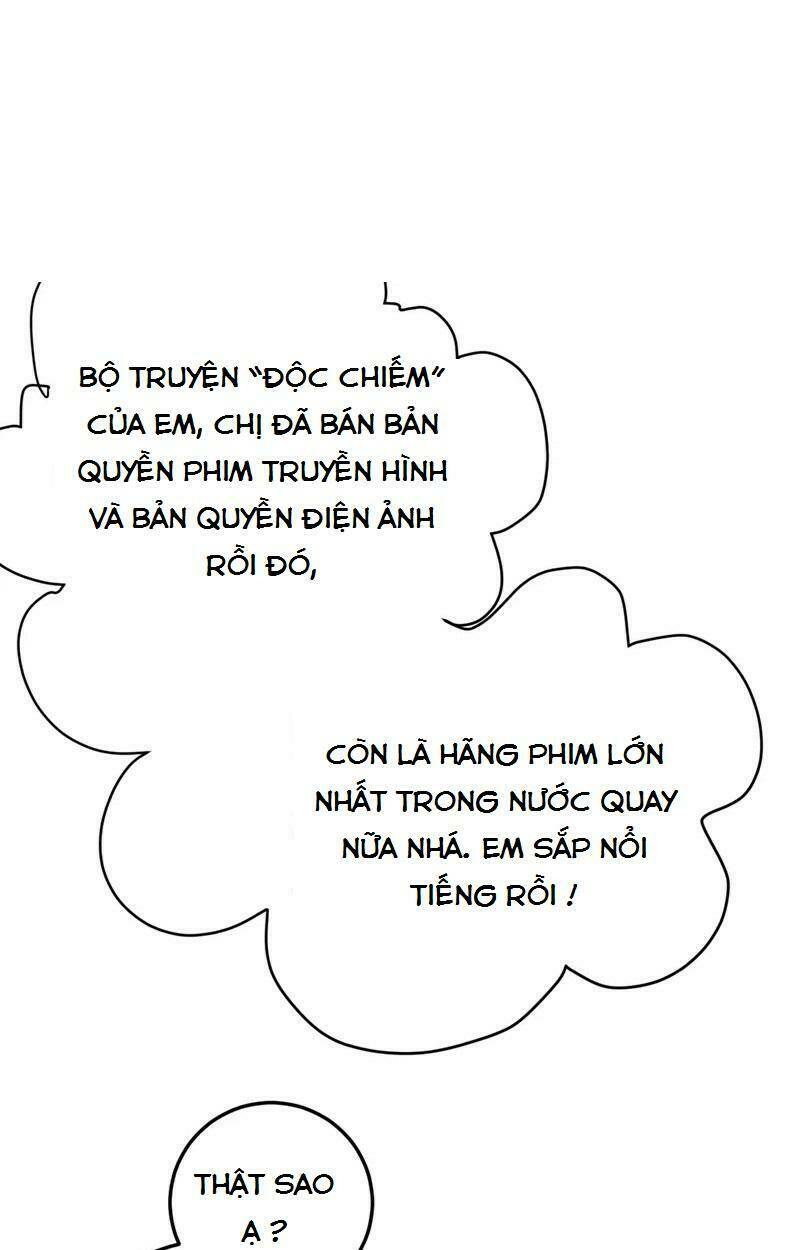 BỘ TRUYỆN “ĐỘC CHIẾM”
CỦA EM, CHỊ ĐÃ BÁN BẢN
QUYỀN PHIM TRUYỀN HÌNH
VÀ BẢN QUYỀN ĐIỆN ẢNH
RỒI ĐÓ,
CÒN LÀ HÃNG PHIM LỚN
NHẤT TRONG NƯỚC QUAY
NỮA NHÁ. EM SẮP NỔI
TIẾNG RỒI !
THẬT SAO
Ạ ?